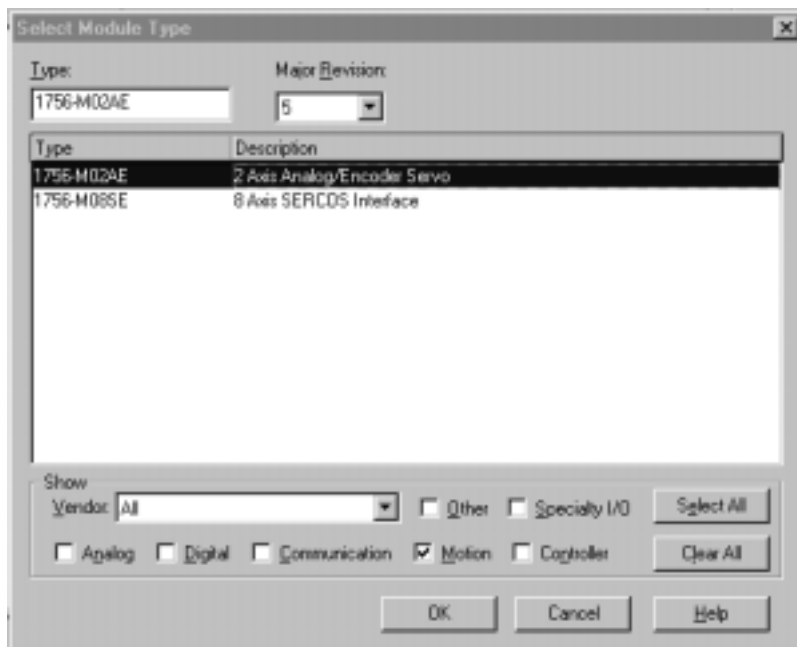 Select Module Type
Type: Major Revision:
1756-M02AE 5
Type Description
1756-M02AE 2 Axis Analog/Encoder Servo
1756-M08SE 8 Axis SERCOS Interface
Show
Vendor: All Other Specialty I/O Select All
Analog Digital Communication Motion Controller Clear All
OK Cancel Help